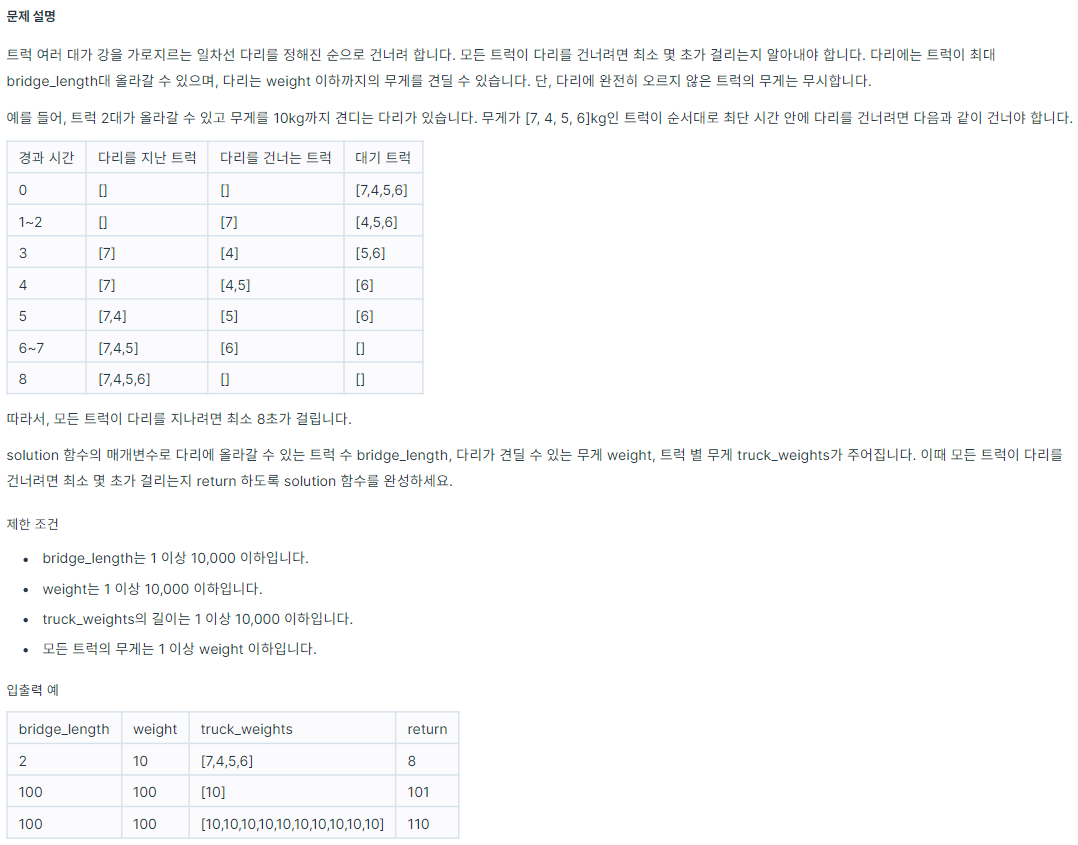 문제 설명
트럭 여러 대가 강을 가로지르는 일차선 다리를 정해진 순으로 건너려 합니다. 모든 트럭이 다리를 건너려면 최소 몇 초가 걸리는지 알아내야 합니다. 다리에는 트럭이 최대
bridge_length대 올라갈 수 있으며, 다리는 weight 이하까지의 무게를 견딜 수 있습니다. 단, 다리에 완전히 오르지 않은 트럭의 무게는 무시합니다.
예를 들어, 트럭 2대가 올라갈 수 있고 무게를 10kg까지 견디는 다리가 있습니다. 무게가 [7, 4, 5, 6]kg인 트럭이 순서대로 최단 시간 안에 다리를 건너려면 다음과 같이 건너야 합니다.
경과 시간 다리를 지난 트럭 다리를 건너는 트럭 대기 트럭
0 [] [] [7,4,5,6]
1~2 [] [7] [4,5,6]
3 [7] [4] [5,6]
4 [7] [4,5] [6]
5 [7,4] [5] [6]
6~7 [7,4,5] [6] []
8 [7,4,5,6] [] []
따라서, 모든 트럭이 다리를 지나려면 최소 8초가 걸립니다.
solution 함수의 매개변수로 다리에 올라갈 수 있는 트럭 수 bridge_length, 다리가 견딜 수 있는 무게 weight, 트럭 별 무게 truck_weights가 주어집니다. 이때 모든 트럭이 다리를
건너려면 최소 몇 초가 걸리는지 return 하도록 solution 함수를 완성하세요.
제한 조건
• bridge_length는 1 이상 10,000 이하입니다.
• weight는 1 이상 10,000 이하입니다.
• truck_weights의 길이는 1 이상 10,000 이하입니다.
• 모든 트럭의 무게는 1 이상 weight 이하입니다.
입출력 예
bridge_length weight truck_weights return
2 10 [7,4,5,6] 8
100 100 [10] 101
100 100 [10,10,10,10,10,10,10,10,10,10] 110